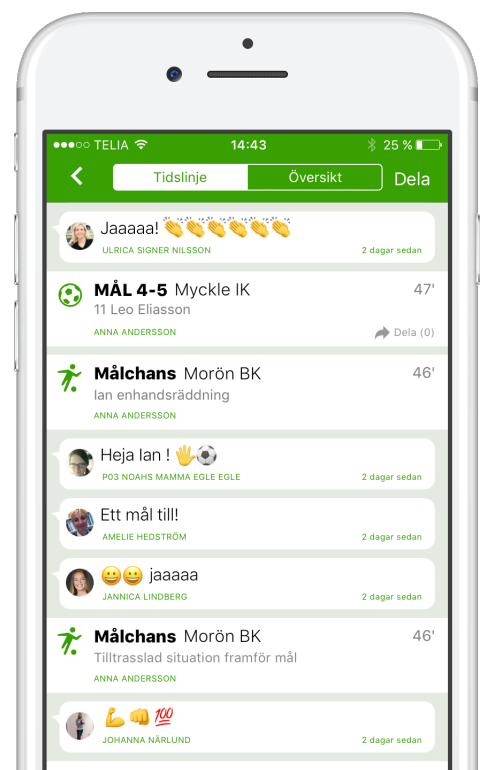 TELIA 14:43 25 %
Tidslinje Översikt Dela
Jaaaaa! 👏👏👏👏👏👏
ULRICA SIGNER NILSSON 2 dagar sedan
MÅL 4-5 Myckle IK 47'
11 Leo Eliasson
ANNA ANDERSSON Dela (0)
Målchans Morön BK 46'
Ian enhandsräddning
ANNA ANDERSSON
Heja Ian ! 🖐⚽
P03 NOAHS MAMMA EGLE EGLE 2 dagar sedan
Ett mål till!
AMELIE HEDSTRÖM 2 dagar sedan
😀😀 jaaaaa
JANNICA LINDBERG 2 dagar sedan
Målchans Morön BK 46'
Tilltrasslad situation framför mål
ANNA ANDERSSON
💪👊💯
JOHANNA NÄRLUND 2 dagar sedan